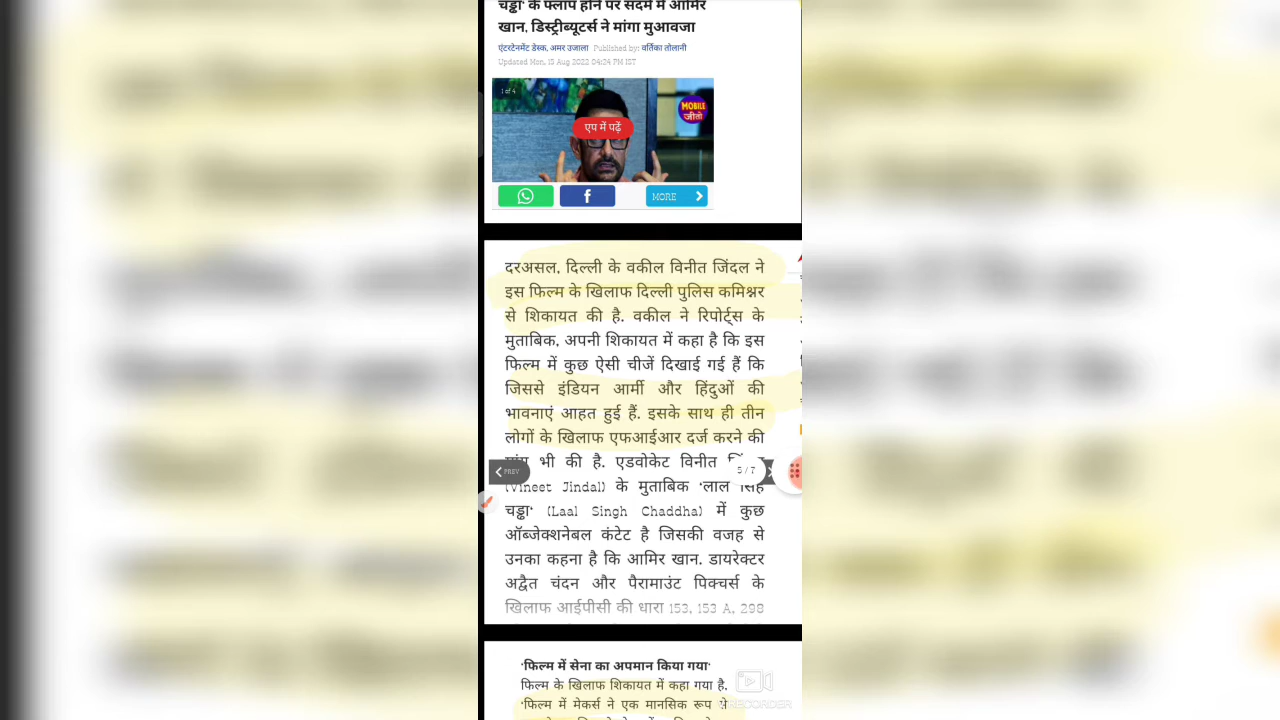 चड्ढा' के फ्लॉप होने पर सदमे में आमिर
खान, डिस्ट्रीब्यूटर्स ने मांगा मुआवजा
एंटरटेनमेंट डेस्क, अमर उजाला Published by: वर्तिका तोलानी
Updated Mon, 15 Aug 2022 04:24 PM IST
1 of 4
MOBILE
जीतो
एप में पढ़ें
MORE
दरअसल, दिल्ली के वकील विनीत जिंदल ने
इस फिल्म के खिलाफ दिल्ली पुलिस कमिश्नर
से शिकायत की है. वकील ने रिपोर्ट्स के
मुताबिक, अपनी शिकायत में कहा है कि इस
फिल्म में कुछ ऐसी चीजें दिखाई गई हैं कि
जिससे इंडियन आर्मी और हिंदुओं की
भावनाएं आहत हुई हैं. इसके साथ ही तीन
लोगों के खिलाफ एफआईआर दर्ज करने की
भी की है. एडवोकेट विनीत
PREV
5 / 7
(Vineet Jindal) के मुताबिक 'लाल सिंह
चड्ढा' (Laal Singh Chaddha) में कुछ
ऑब्जेक्शनेबल कंटेट है जिसकी वजह से
उनका कहना है कि आमिर खान. डायरेक्टर
अद्वैत चंदन और पैरामाउंट पिक्चर्स के
खिलाफ आईपीसी की धारा 153, 153 A, 298
'फिल्म में सेना का अपमान किया गया'
फिल्म के खिलाफ शिकायत में कहा गया है.
'फिल्म में मेकर्स ने एक मानसिक रूप से